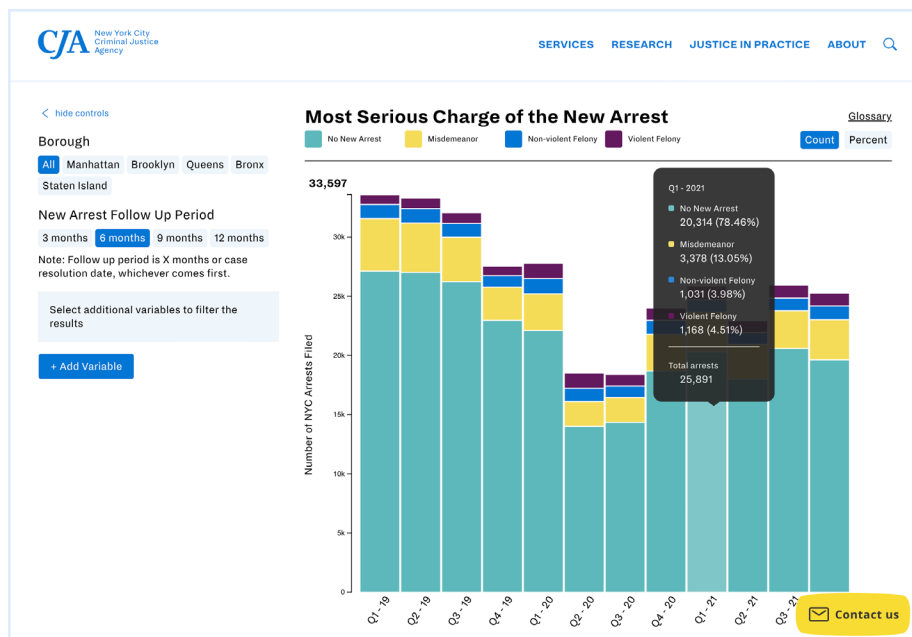 CJA
New York City
Criminal Justice
Agency
SERVICES RESEARCH JUSTICE IN PRACTICE ABOUT
hide controls
Borough
All Manhattan Brooklyn Queens Bronx
Staten Island
New Arrest Follow Up Period
3 months 6 months 9 months 12 months
Note: Follow up period is X months or case
resolution date, whichever comes first.
Select additional variables to filter the
results
+ Add Variable
Most Serious Charge of the New Arrest
Glossary
No New Arrest Misdemeanor Non-violent Felony Violent Felony
Count Percent
33,597
30k
25k
20k
15k
10k
5k
0
Number of NYC Arrests Filed
Q1 - 2021
No New Arrest
20,314 (78.46%)
Misdemeanor
3,378 (13.05%)
Non-violent Felony
1,031 (3.98%)
Violent Felony
1,168 (4.51%)
Total arrests
25,891
Q1 - 19 Q2 - 19 Q3 - 19 Q4 - 19 Q1 - 20 Q2 - 20 Q3 - 20 Q4 - 20 Q1 - 21 Q2 - 21 Q3 - 21
Contact us